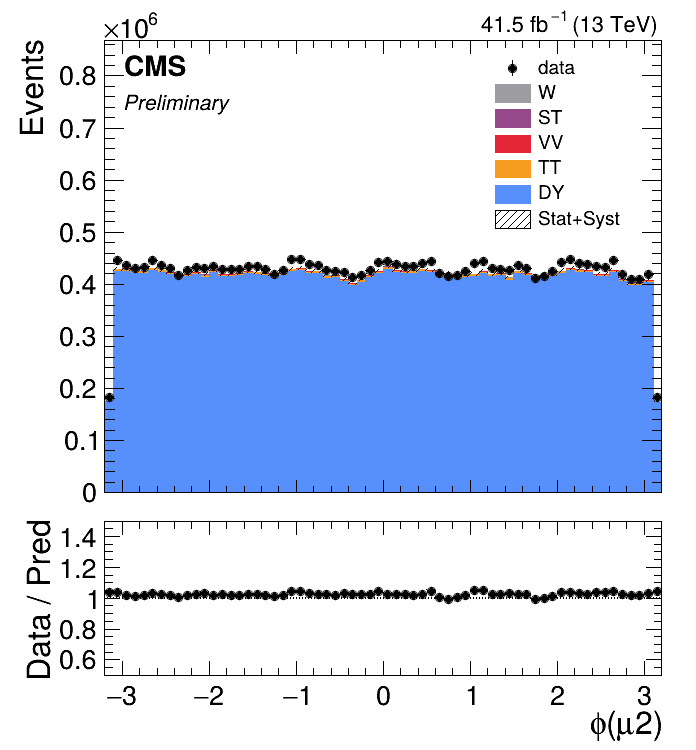 ×10⁶
41.5 fb⁻¹ (13 TeV)
Events
CMS
Preliminary
data
W
ST
VV
TT
DY
Stat+Syst
0.8
0.7
0.6
0.5
0.4
0.3
0.2
0.1
0
Data / Pred
1.4
1.2
1
0.8
0.6
−3 −2 −1 0 1 2 3
ϕ(μ2)